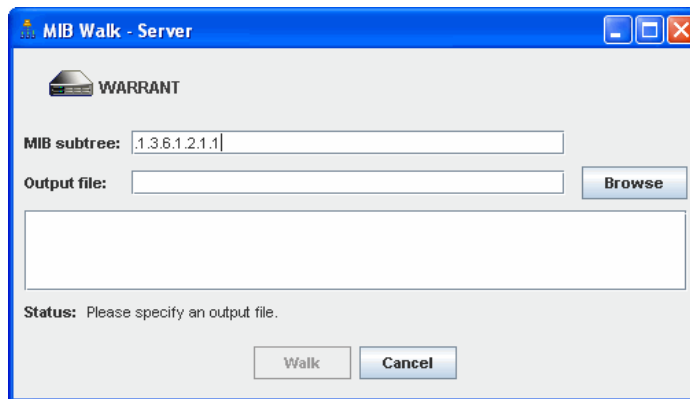 MIB Walk - Server
WARRANT
MIB subtree: .1.3.6.1.2.1.1
Output file:
Browse
Status: Please specify an output file.
Walk Cancel